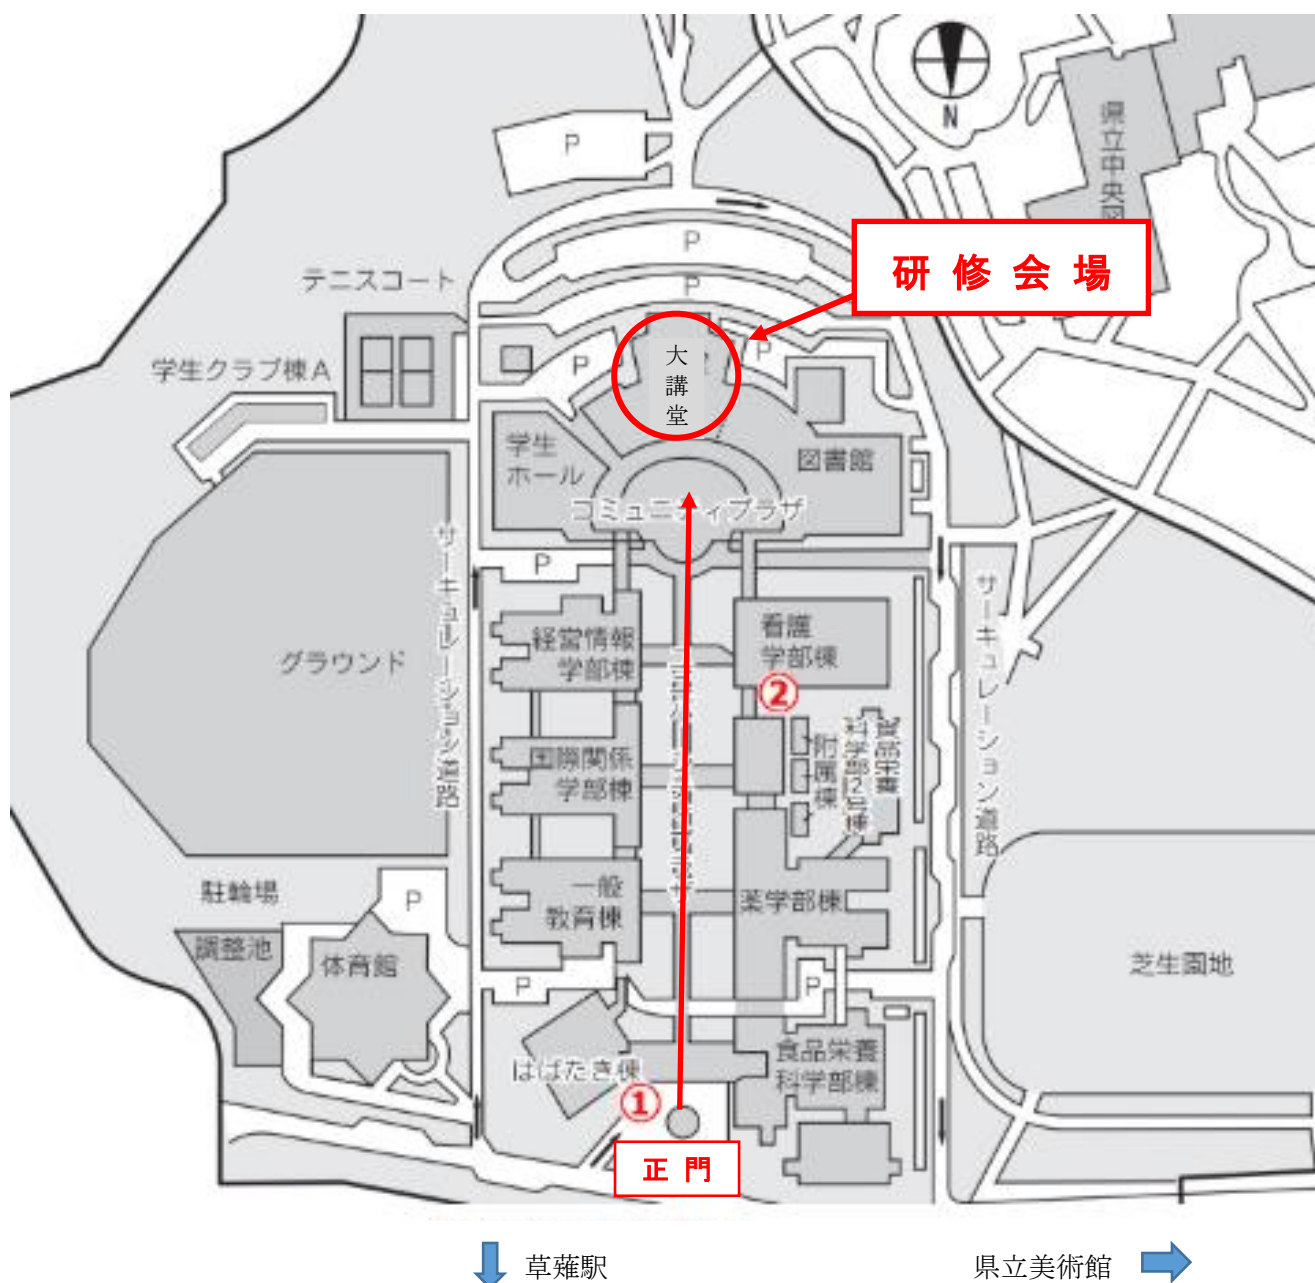 N
県立中央図
P
P
テニスコート
研修会場
P
学生クラブ棟A
P
大講堂
P
学生
ホール
図書館
コミュニティプラザ
サーキュレーション道路
P
サーキュレーション道路
経営情報
学部棟
看護
学部棟
グラウンド
②
国際関係
学部棟
附属棟
食品栄養
科学部2号棟
一般
教育棟
薬学部棟
駐輪場
P
調整池
体育館
芝生園地
P
P
はばたき棟
食品栄養
科学部棟
①
正門
草薙駅
県立美術館